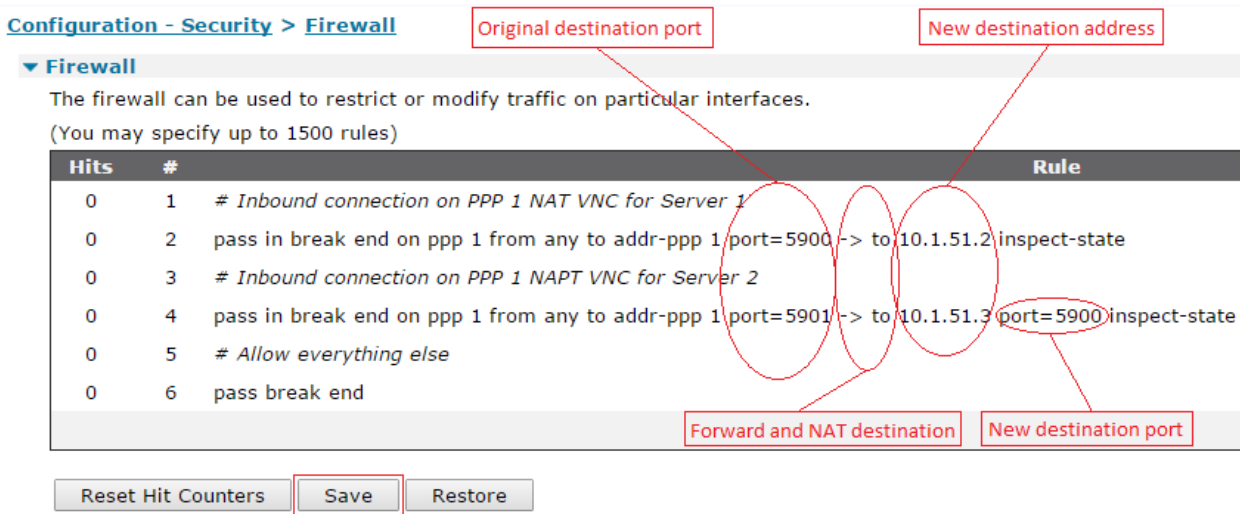 Configuration - Security > Firewall
Original destination port
New destination address
Firewall
The firewall can be used to restrict or modify traffic on particular interfaces.
(You may specify up to 1500 rules)
Hits # Rule
0 1 # Inbound connection on PPP 1 NAT VNC for Server 1
0 2 pass in break end on ppp 1 from any to addr-ppp 1 port=5900 -> to 10.1.51.2 inspect-state
0 3 # Inbound connection on PPP 1 NAPT VNC for Server 2
0 4 pass in break end on ppp 1 from any to addr-ppp 1 port=5901 -> to 10.1.51.3 port=5900 inspect-state
0 5 # Allow everything else
0 6 pass break end
Forward and NAT destination
New destination port
Reset Hit Counters Save Restore